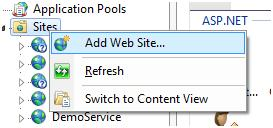 Application Pools
ASP.NET
Sites
Add Web Site...
Refresh
Switch to Content View
DemoService